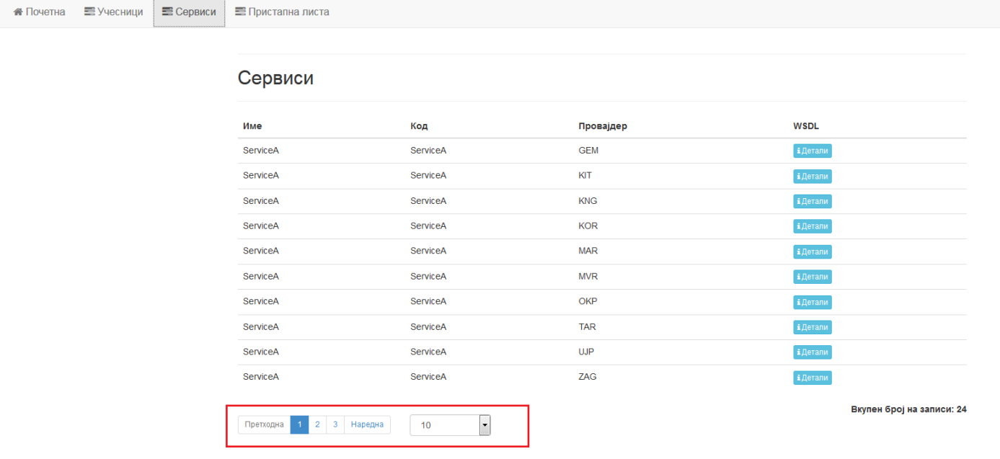 Почетна Учесници Сервиси Пристапна листа
Сервиси
Име Код Провајдер WSDL
ServiceA ServiceA GEM Детали
ServiceA ServiceA KIT Детали
ServiceA ServiceA KNG Детали
ServiceA ServiceA KOR Детали
ServiceA ServiceA MAR Детали
ServiceA ServiceA MVR Детали
ServiceA ServiceA OKP Детали
ServiceA ServiceA TAR Детали
ServiceA ServiceA UJP Детали
ServiceA ServiceA ZAG Детали
Вкупен број на записи: 24
Претходна 1 2 3 Наредна 10